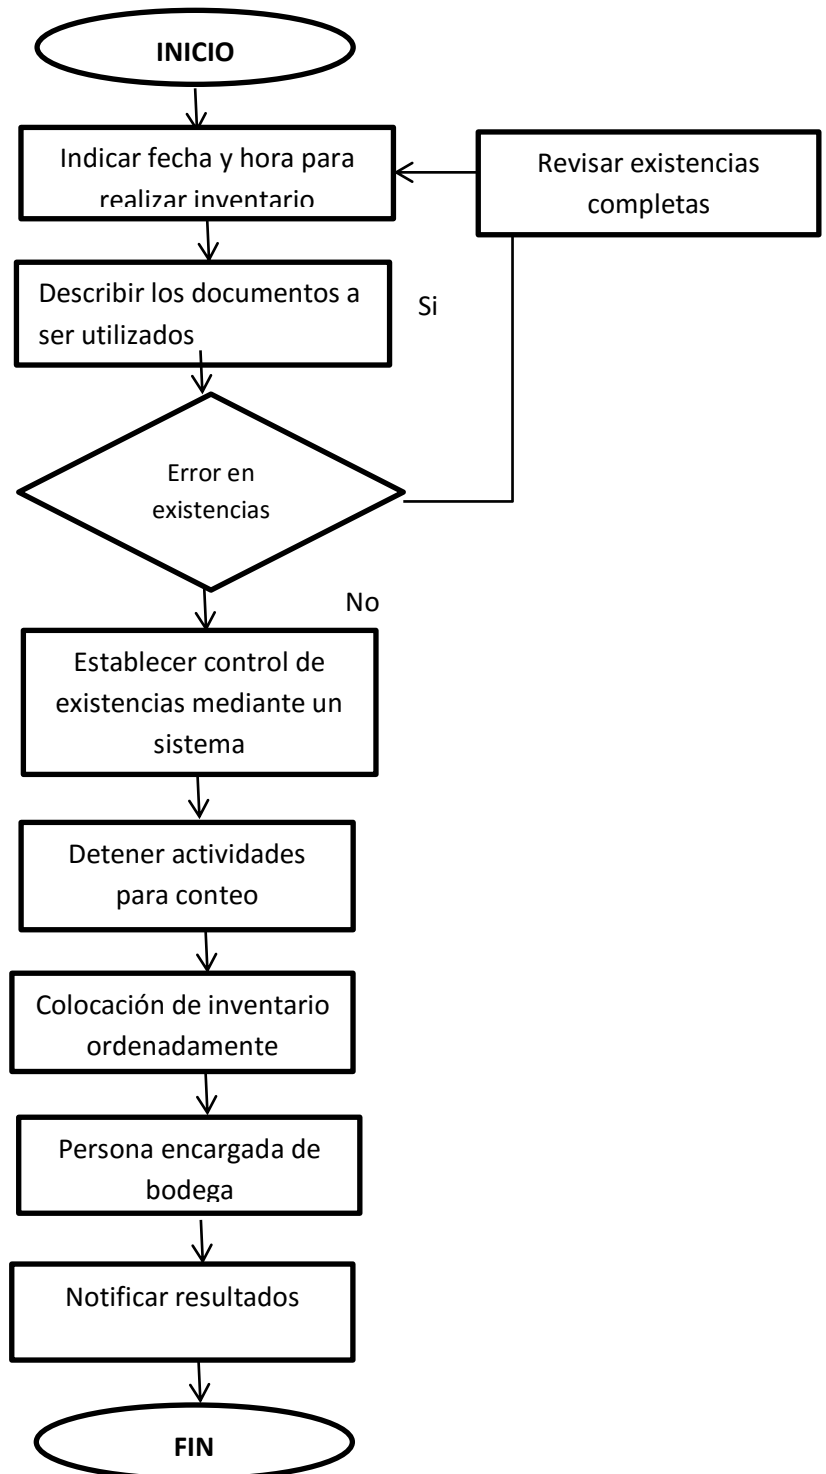 INICIO
Indicar fecha y hora para
realizar inventario
Revisar existencias
completas
Describir los documentos a
ser utilizados
Si
Error en
existencias
No
Establecer control de
existencias mediante un
sistema
Detener actividades
para conteo
Colocación de inventario
ordenadamente
Persona encargada de
bodega
Notificar resultados
FIN